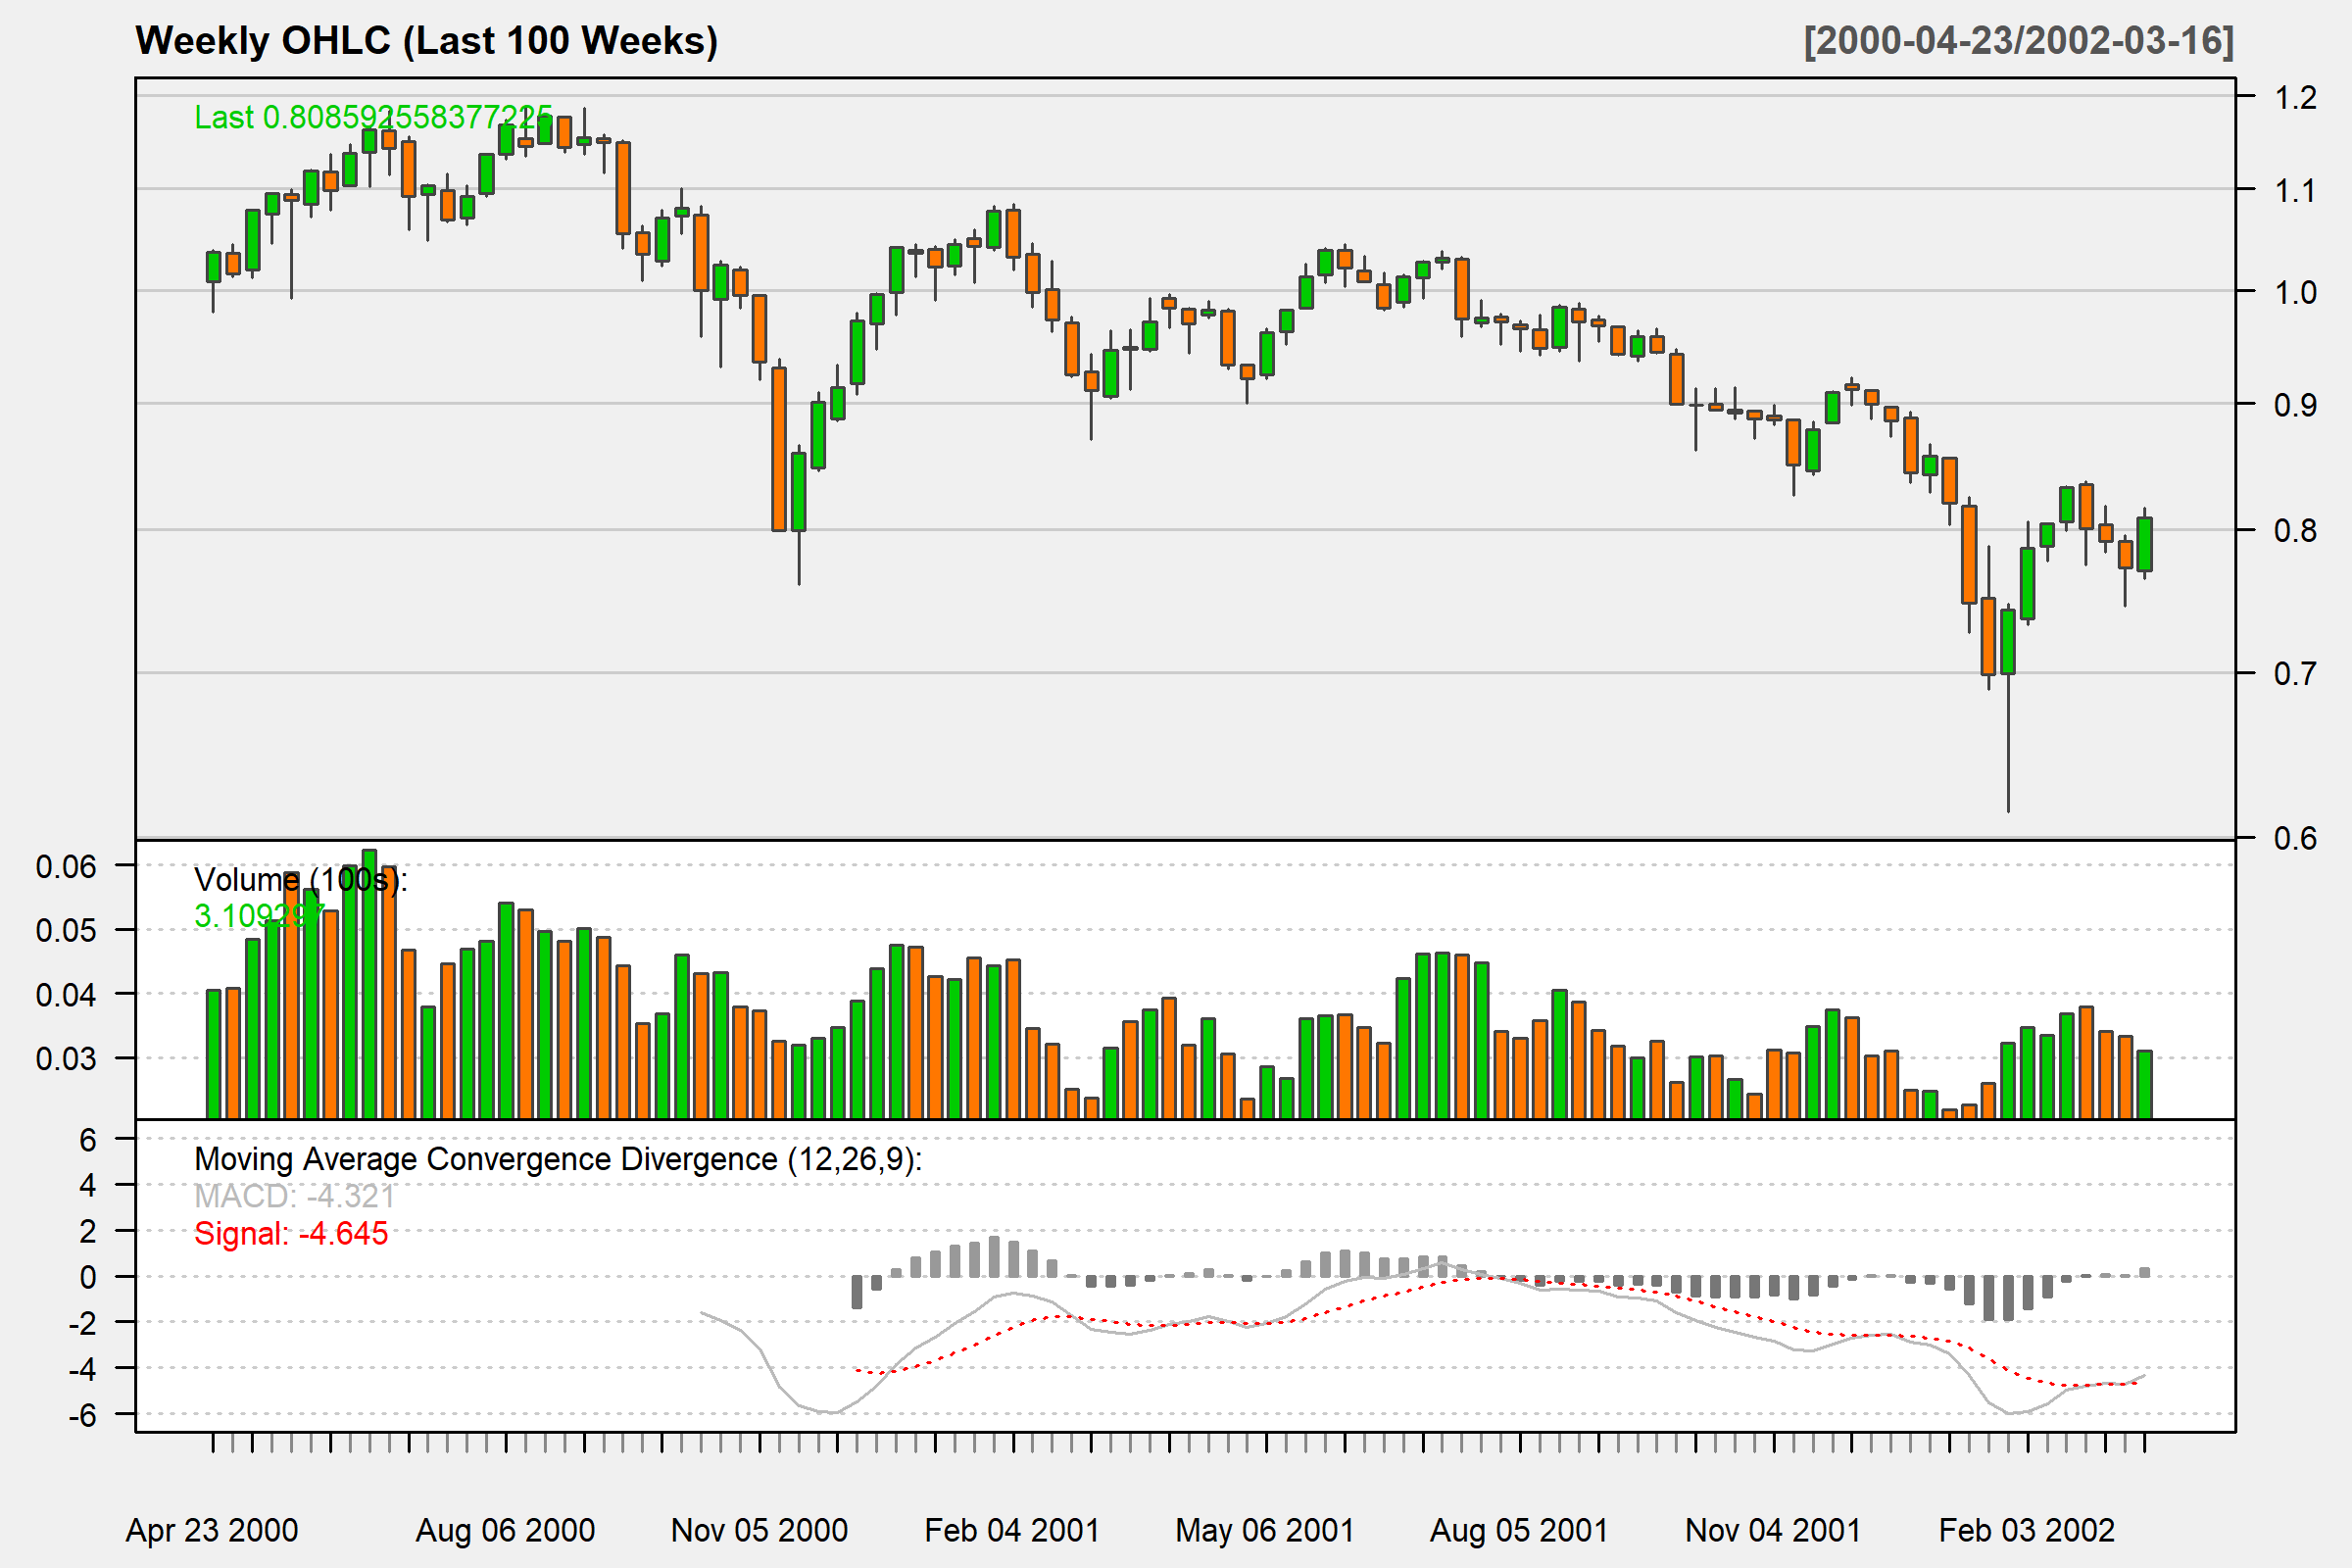 Weekly OHLC (Last 100 Weeks) [2000-04-23/2002-03-16]
Last 0.808592558377225
1.2
1.1
1.0
0.9
0.8
0.7
0.6
0.06
0.05
0.04
0.03
Volume (100s):
3.109297
6
4
2
0
-2
-4
-6
Moving Average Convergence Divergence (12,26,9):
MACD: -4.321
Signal: -4.645
Apr 23 2000 Aug 06 2000 Nov 05 2000 Feb 04 2001 May 06 2001 Aug 05 2001 Nov 04 2001 Feb 03 2002